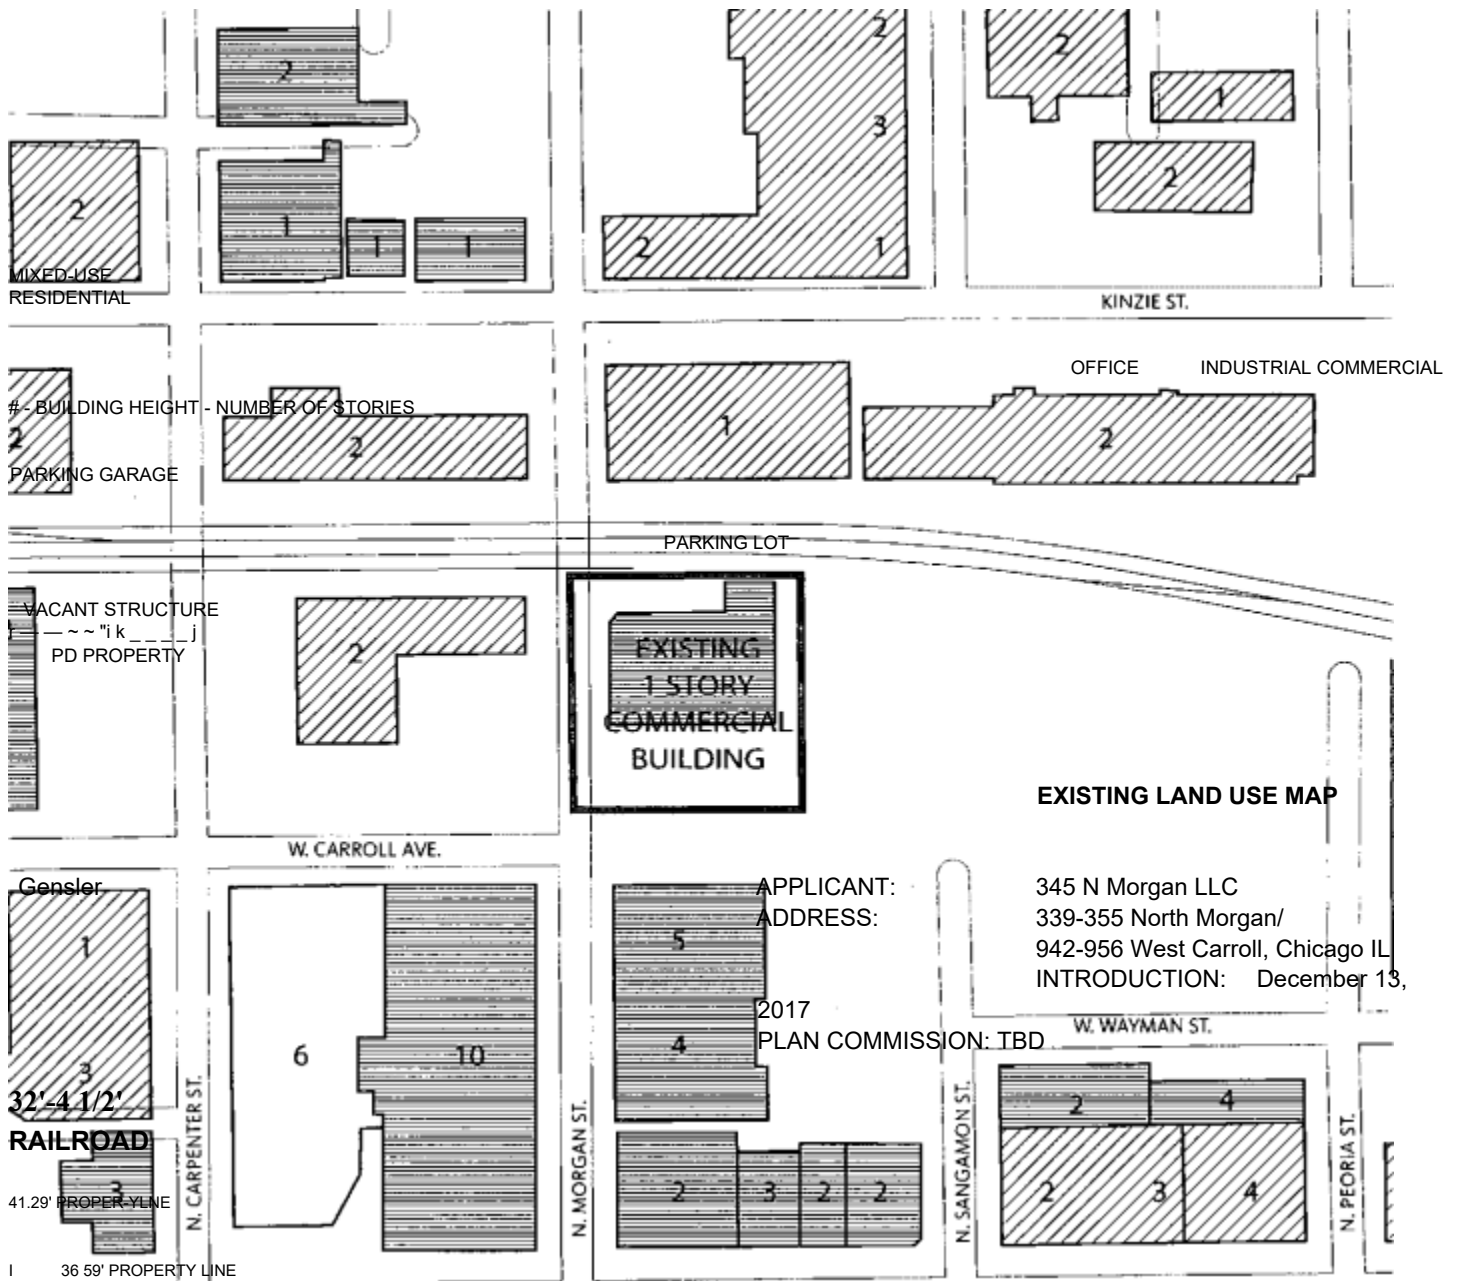 2
2
2
1
3
2
2
1
1
1
2
1
MIXED-USE
RESIDENTIAL
KINZIE ST.
OFFICE INDUSTRIAL COMMERCIAL
# - BUILDING HEIGHT - NUMBER OF STORIES
2
2
1
2
PARKING GARAGE
PARKING LOT
VACANT STRUCTURE
r — — ~ ~ "i k _ _ _ _ j
PD PROPERTY
2
EXISTING
1 STORY
COMMERCIAL
BUILDING
EXISTING LAND USE MAP
W. CARROLL AVE.
Gensler
APPLICANT: 345 N Morgan LLC
ADDRESS: 339-355 North Morgan/
942-956 West Carroll, Chicago IL
INTRODUCTION: December 13,
2017
PLAN COMMISSION: TBD
1
5
W. WAYMAN ST.
6
10
4
3
32'-4 1/2'
RAILROAD
2
4
N. CARPENTER ST.
N. MORGAN ST.
N. SANGAMON ST.
N. PEORIA ST.
3
2
3
2
2
2
3
4
41.29' PROPER-YLNE
I 36 59' PROPERTY LINE